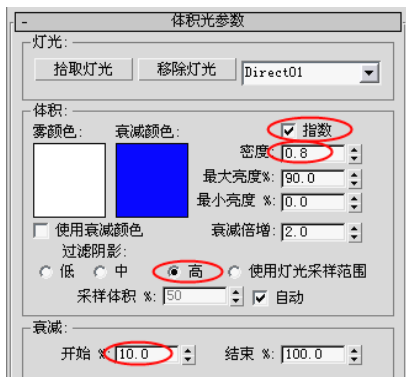 - 体积光参数
灯光:
拾取灯光 移除灯光 Direct01
体积:
雾颜色: 衰减颜色: 指数
密度: 0.8
最大亮度%: 90.0
最小亮度 %: 0.0
使用衰减颜色 衰减倍增: 2.0
过滤阴影:
低 中 高 使用灯光采样范围
采样体积 %: 50 自动
衰减:
开始 % 10.0 结束 %: 100.0